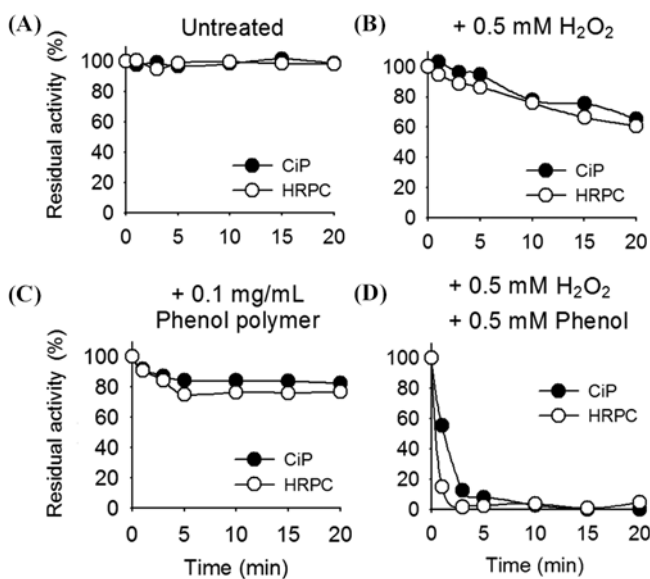 (A)
Untreated
Residual activity (%)
100
80
60
40
20
0
CiP
HRPC
0 5 10 15 20
(B)
+ 0.5 mM H₂O₂
100
80
60
40
20
0
CiP
HRPC
0 5 10 15 20
(C)
+ 0.1 mg/mL
Phenol polymer
Residual activity (%)
100
80
60
40
20
0
CiP
HRPC
0 5 10 15 20
Time (min)
(D)
+ 0.5 mM H₂O₂
+ 0.5 mM Phenol
100
80
60
40
20
0
CiP
HRPC
0 5 10 15 20
Time (min)